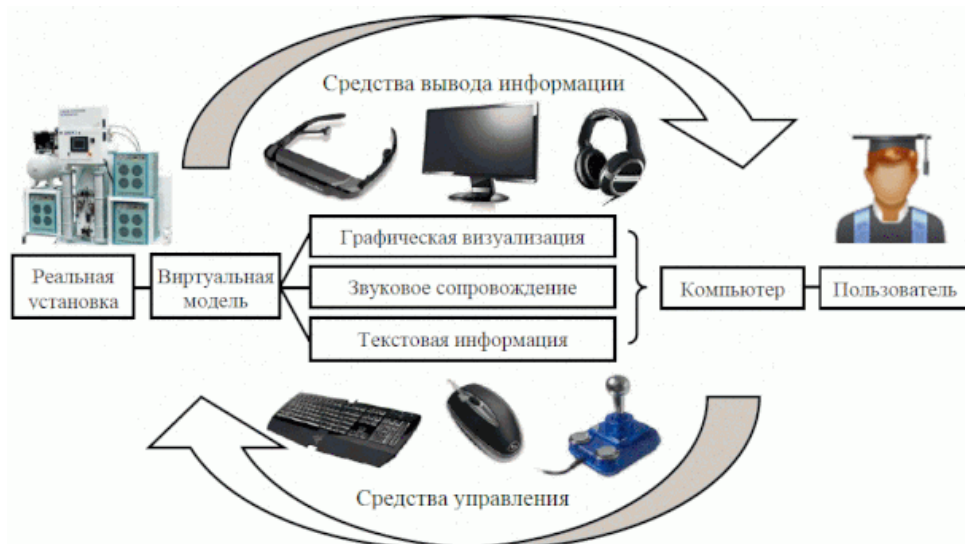 Средства вывода информации
Графическая визуализация
Реальная
установка
Виртуальная
модель
Звуковое сопровождение
Компьютер
Пользователь
Текстовая информация
Средства управления